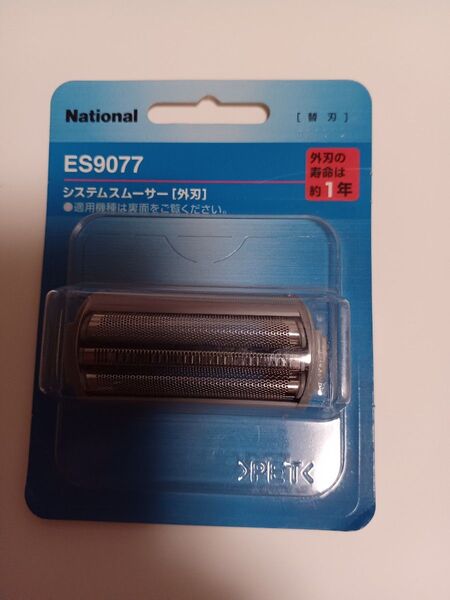 National
[替刃]
ES9077
システムスムーサー[外刃]
●適用機種は裏面をご覧ください。
外刃の
寿命は
約1年
>PET<